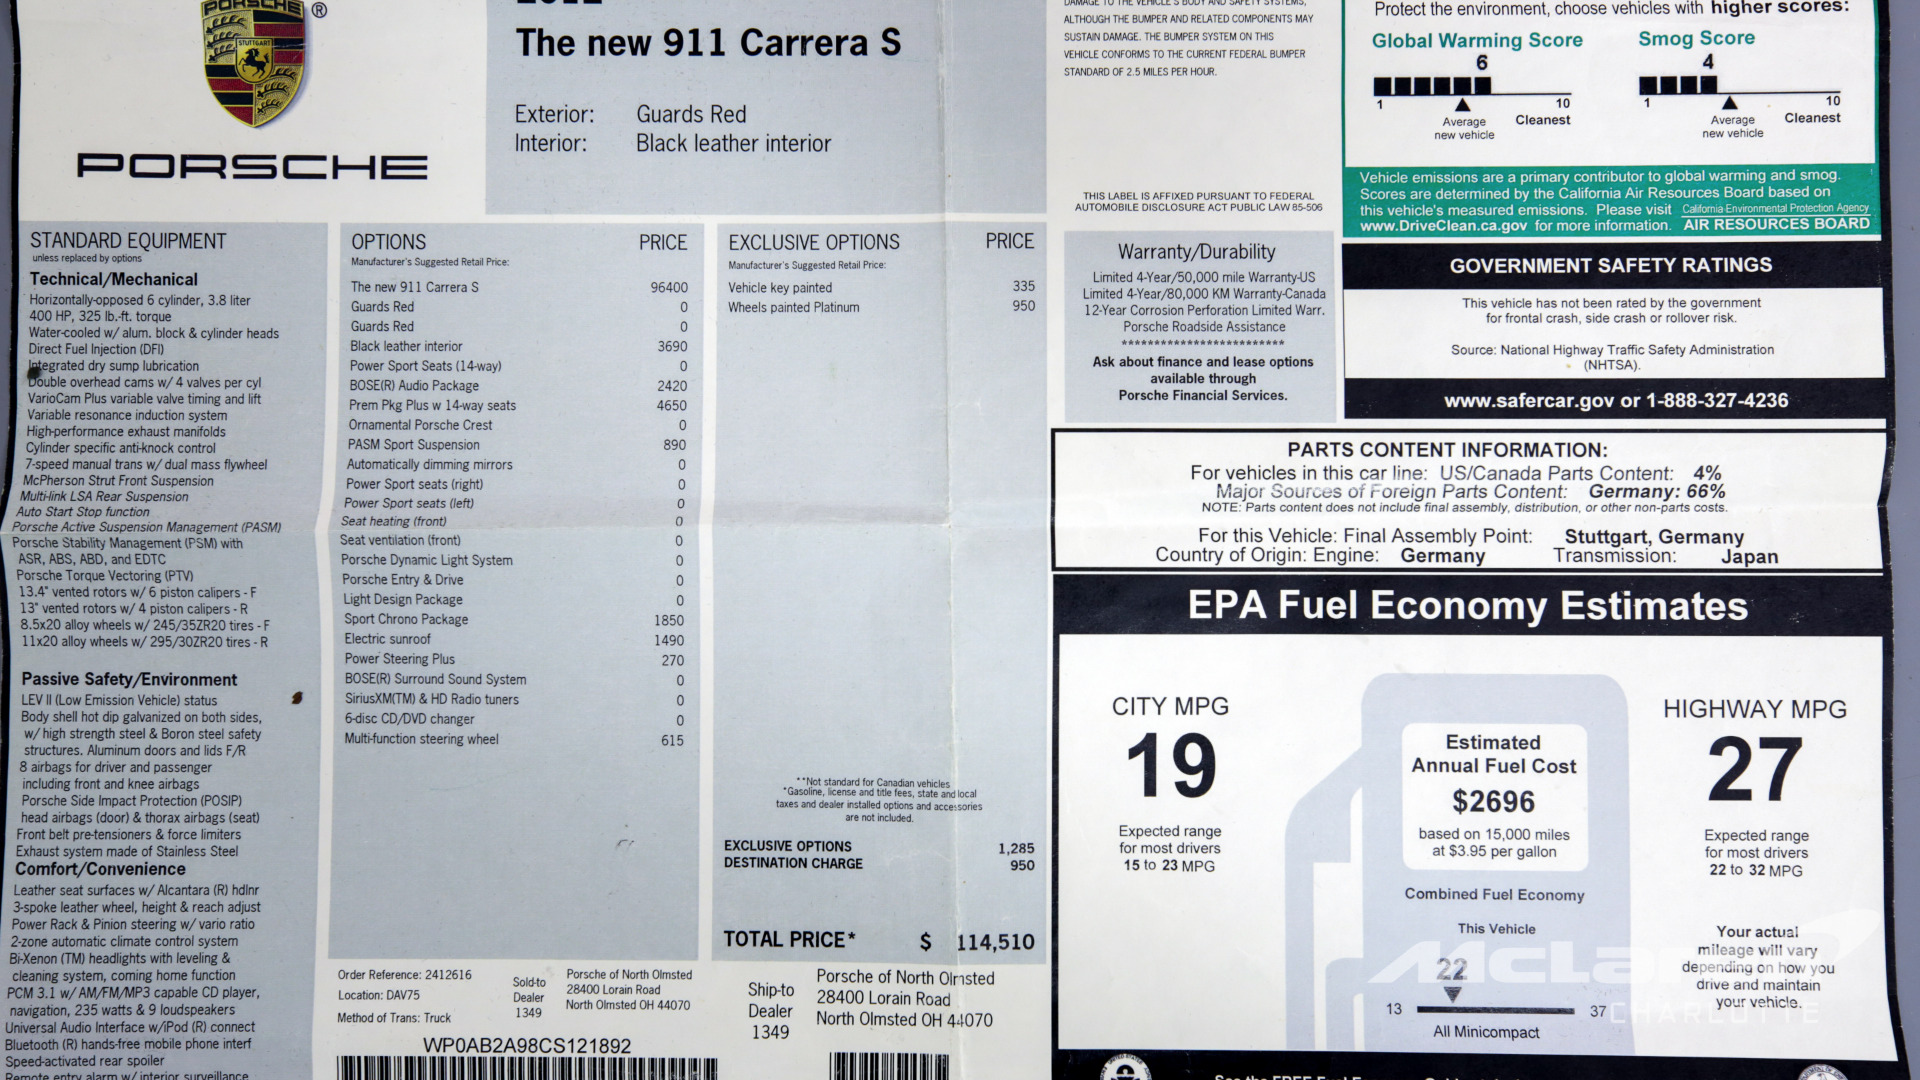 PORSCHE ®
STUTTGART
PORSCHE
The new 911 Carrera S
Exterior: Guards Red
Interior: Black leather interior
STANDARD EQUIPMENT
unless replaced by options
Technical/Mechanical
Horizontally-opposed 6 cylinder, 3.8 liter
400 HP, 325 lb.-ft. torque
Water-cooled w/ alum. block & cylinder heads
Direct Fuel Injection (DFI)
Integrated dry sump lubrication
Double overhead cams w/ 4 valves per cyl
VarioCam Plus variable valve timing and lift
Variable resonance induction system
High-performance exhaust manifolds
Cylinder specific anti-knock control
7-speed manual trans w/ dual mass flywheel
McPherson Strut Front Suspension
Multi-link LSA Rear Suspension
Auto Start Stop function
Porsche Active Suspension Management (PASM)
Porsche Stability Management (PSM) with
ASR, ABS, ABD, and EDTC
Porsche Torque Vectoring (PTV)
13.4" vented rotors w/ 6 piston calipers - F
13" vented rotors w/ 4 piston calipers - R
8.5x20 alloy wheels w/ 245/35ZR20 tires - F
11x20 alloy wheels w/ 295/30ZR20 tires - R
Passive Safety/Environment
LEV II (Low Emission Vehicle) status
Body shell hot dip galvanized on both sides,
w/ high strength steel & Boron steel safety
structures. Aluminum doors and lids F/R
8 airbags for driver and passenger
including front and knee airbags
Porsche Side Impact Protection (POSIP)
head airbags (door) & thorax airbags (seat)
Front belt pre-tensioners & force limiters
Exhaust system made of Stainless Steel
Comfort/Convenience
Leather seat surfaces w/ Alcantara (R) hdlnr
3-spoke leather wheel, height & reach adjust
Power Rack & Pinion steering w/ vario ratio
2-zone automatic climate control system
Bi-Xenon (TM) headlights with leveling &
cleaning system, coming home function
PCM 3.1 w/ AM/FM/MP3 capable CD player,
navigation, 235 watts & 9 loudspeakers
Universal Audio Interface w/iPod (R) connect
Bluetooth (R) hands-free mobile phone interf
Speed-activated rear spoiler
Remote entry alarm w/ interior surveillance
OPTIONS PRICE
Manufacturer's Suggested Retail Price:
The new 911 Carrera S 96400
Guards Red 0
Guards Red 0
Black leather interior 3690
Power Sport Seats (14-way) 0
BOSE(R) Audio Package 2420
Prem Pkg Plus w 14-way seats 4650
Ornamental Porsche Crest 0
PASM Sport Suspension 890
Automatically dimming mirrors 0
Power Sport seats (right) 0
Power Sport seats (left) 0
Seat heating (front) 0
Seat ventilation (front) 0
Porsche Dynamic Light System 0
Porsche Entry & Drive 0
Light Design Package 0
Sport Chrono Package 1850
Electric sunroof 1490
Power Steering Plus 270
BOSE(R) Surround Sound System 0
SiriusXM(TM) & HD Radio tuners 0
6-disc CD/DVD changer 0
Multi-function steering wheel 615
EXCLUSIVE OPTIONS PRICE
Manufacturer's Suggested Retail Price:
Vehicle key painted 335
Wheels painted Platinum 950
**Not standard for Canadian vehicles
*Gasoline, license and title fees, state and local
taxes and dealer installed options and accessories
are not included.
EXCLUSIVE OPTIONS 1,285
DESTINATION CHARGE 950
TOTAL PRICE* $ 114,510
Order Reference: 2412616
Location: DAV75
Method of Trans: Truck
Sold-to
Dealer
1349
Porsche of North Olmsted
28400 Lorain Road
North Olmsted OH 44070
Ship-to
Dealer
1349
Porsche of North Olmsted
28400 Lorain Road
North Olmsted OH 44070
WP0AB2A98CS121892
DAMAGE TO THE VEHICLE'S BODY AND SAFETY SYSTEMS,
ALTHOUGH THE BUMPER AND RELATED COMPONENTS MAY
SUSTAIN DAMAGE. THE BUMPER SYSTEM ON THIS
VEHICLE CONFORMS TO THE CURRENT FEDERAL BUMPER
STANDARD OF 2.5 MILES PER HOUR.
THIS LABEL IS AFFIXED PURSUANT TO FEDERAL
AUTOMOBILE DISCLOSURE ACT PUBLIC LAW 85-506
Warranty/Durability
Limited 4-Year/50,000 mile Warranty-US
Limited 4-Year/80,000 KM Warranty-Canada
12-Year Corrosion Perforation Limited Warr.
Porsche Roadside Assistance
**************************
Ask about finance and lease options
available through
Porsche Financial Services.
Protect the environment, choose vehicles with higher scores:
Global Warming Score
6
1 10
Average
new vehicle
Cleanest
Smog Score
4
1 10
Average
new vehicle
Cleanest
Vehicle emissions are a primary contributor to global warming and smog.
Scores are determined by the California Air Resources Board based on
this vehicle's measured emissions. Please visit California Environmental Protection Agency
www.DriveClean.ca.gov for more information. AIR RESOURCES BOARD
GOVERNMENT SAFETY RATINGS
This vehicle has not been rated by the government
for frontal crash, side crash or rollover risk.
Source: National Highway Traffic Safety Administration
(NHTSA).
www.safercar.gov or 1-888-327-4236
PARTS CONTENT INFORMATION:
For vehicles in this car line: US/Canada Parts Content: 4%
Major Sources of Foreign Parts Content: Germany: 66%
NOTE: Parts content does not include final assembly, distribution, or other non-parts costs.
For this Vehicle: Final Assembly Point: Stuttgart, Germany
Country of Origin: Engine: Germany Transmission: Japan
EPA Fuel Economy Estimates
CITY MPG
19
Expected range
for most drivers
15 to 23 MPG
Estimated
Annual Fuel Cost
$2696
based on 15,000 miles
at $3.95 per gallon
Combined Fuel Economy
This Vehicle
22
13 37
All Minicompact
HIGHWAY MPG
27
Expected range
for most drivers
22 to 32 MPG
Your actual
mileage will vary
depending on how you
drive and maintain
your vehicle.
McLaren
CHARLOTTE